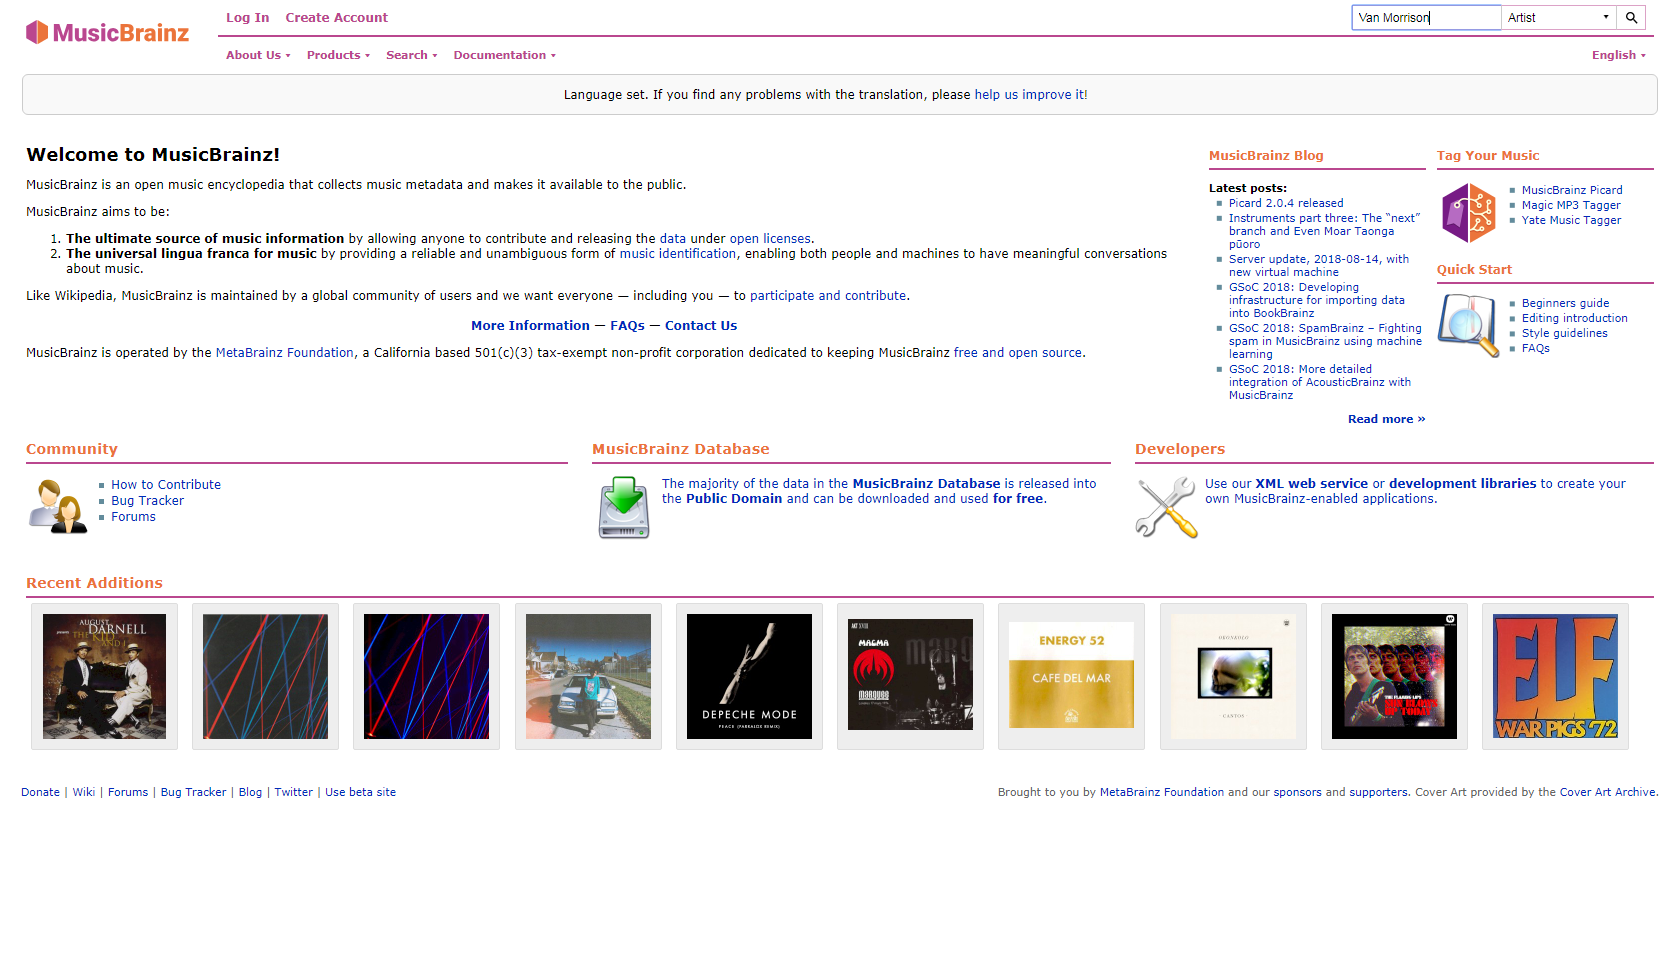 MusicBrainz
Log In Create Account
Van Morrison Artist
About Us Products Search Documentation
English
Language set. If you find any problems with the translation, please help us improve it!
Welcome to MusicBrainz!
MusicBrainz is an open music encyclopedia that collects music metadata and makes it available to the public.
MusicBrainz aims to be:
1. The ultimate source of music information by allowing anyone to contribute and releasing the data under open licenses.
2. The universal lingua franca for music by providing a reliable and unambiguous form of music identification, enabling both people and machines to have meaningful conversations
about music.
Like Wikipedia, MusicBrainz is maintained by a global community of users and we want everyone — including you — to participate and contribute.
More Information — FAQs — Contact Us
MusicBrainz is operated by the MetaBrainz Foundation, a California based 501(c)(3) tax-exempt non-profit corporation dedicated to keeping MusicBrainz free and open source.
MusicBrainz Blog
Latest posts:
Picard 2.0.4 released
Instruments part three: The “next”
branch and Even Moar Taonga
pūoro
Server update, 2018-08-14, with
new virtual machine
GSoC 2018: Developing
infrastructure for importing data
into BookBrainz
GSoC 2018: SpamBrainz – Fighting
spam in MusicBrainz using machine
learning
GSoC 2018: More detailed
integration of AcousticBrainz with
MusicBrainz
Read more »
Tag Your Music
MusicBrainz Picard
Magic MP3 Tagger
Yate Music Tagger
Quick Start
Beginners guide
Editing introduction
Style guidelines
FAQs
Community
How to Contribute
Bug Tracker
Forums
MusicBrainz Database
The majority of the data in the MusicBrainz Database is released into
the Public Domain and can be downloaded and used for free.
Developers
Use our XML web service or development libraries to create your
own MusicBrainz-enabled applications.
Recent Additions
AUGUST
DARNELL
presents THE KID
AND I
DEPECHE MODE
PEACE (PARKALOS REMIX)
MAGMA
MARQUEE
ENERGY 52
CAFE DEL MAR
OKONKOLO
CANTOS
THE FLAMING LIPS
ELF
WAR PIGS '72
Donate | Wiki | Forums | Bug Tracker | Blog | Twitter | Use beta site
Brought to you by MetaBrainz Foundation and our sponsors and supporters. Cover Art provided by the Cover Art Archive.